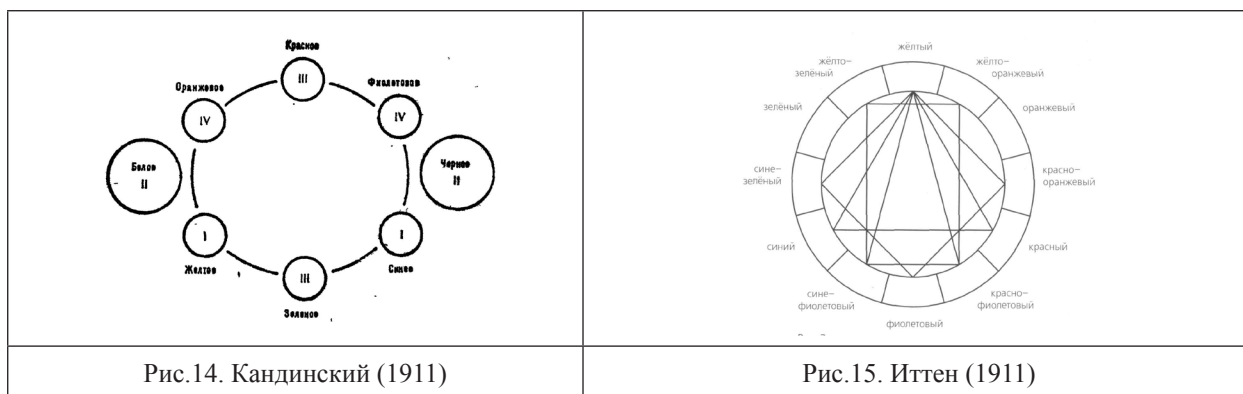 Красное
III
Оранжевое
IV
Фиолетовое
IV
Белое
II
Черное
II
I
Желтое
I
Синее
III
Зеленое
Рис.14. Кандинский (1911)
жёлтый
жёлто-
зелёный
жёлто-
оранжевый
зелёный
оранжевый
сине-
зелёный
красно-
оранжевый
синий
красный
сине-
фиолетовый
красно-
фиолетовый
фиолетовый
Рис.15. Иттен (1911)